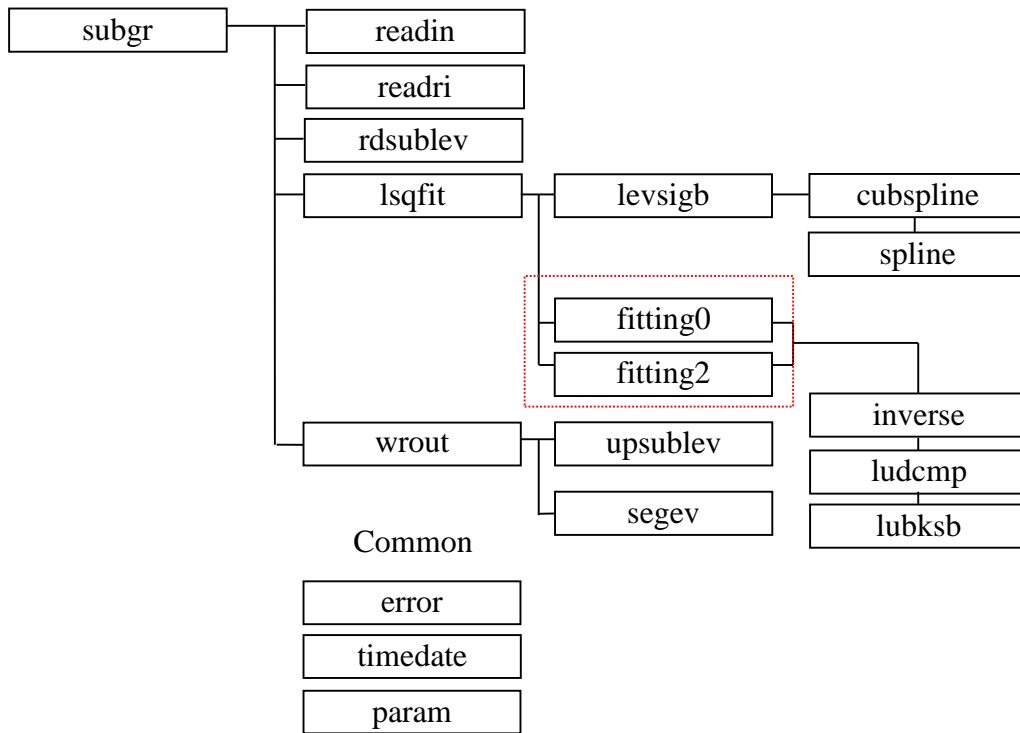 subgr
readin
readri
rdsublev
lsqfit
levsigb
cubspline
spline
fitting0
fitting2
inverse
wrout
upsublev
ludcmp
segev
lubksb
Common
error
timedate
param